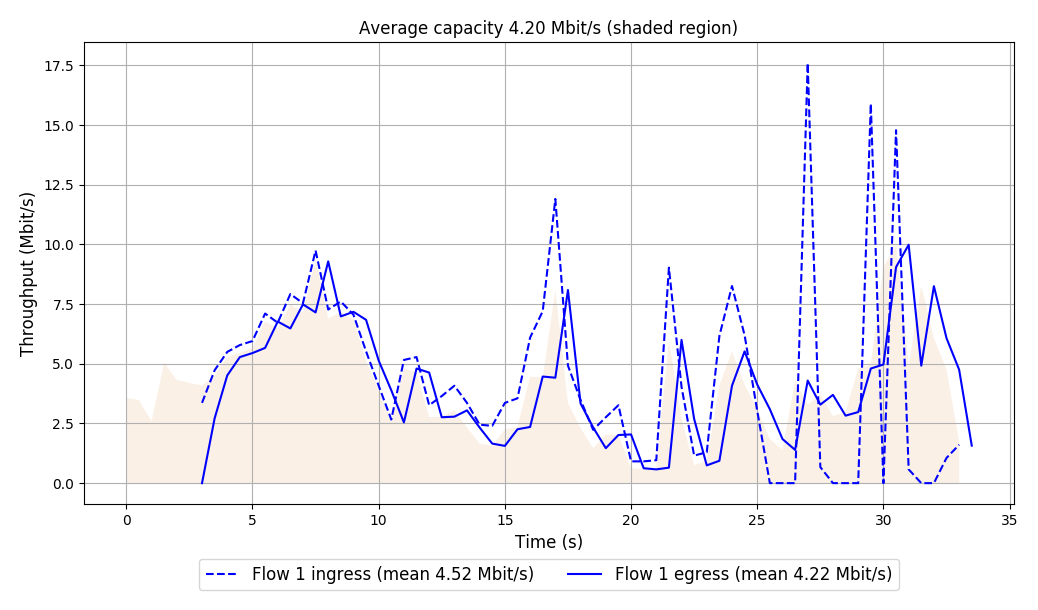 Average capacity 4.20 Mbit/s (shaded region)
Throughput (Mbit/s)
17.5
15.0
12.5
10.0
7.5
5.0
2.5
0.0
0 5 10 15 20 25 30 35
Time (s)
Flow 1 ingress (mean 4.52 Mbit/s) Flow 1 egress (mean 4.22 Mbit/s)